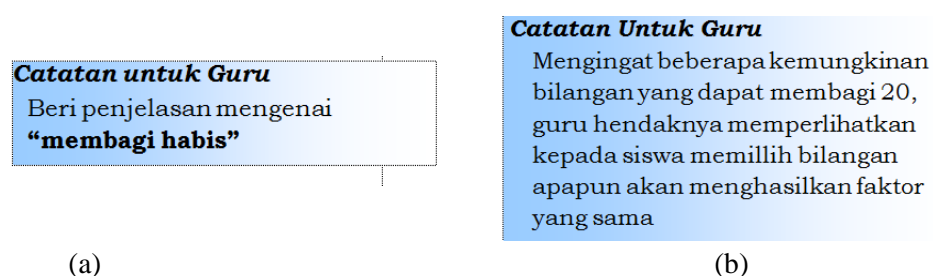 Catatan untuk Guru
Beri penjelasan mengenai
“membagi habis”
(a)
Catatan Untuk Guru
Mengingat beberapa kemungkinan
bilangan yang dapat membagi 20,
guru hendaknya memperlihatkan
kepada siswa memillih bilangan
apapun akan menghasilkan faktor
yang sama
(b)